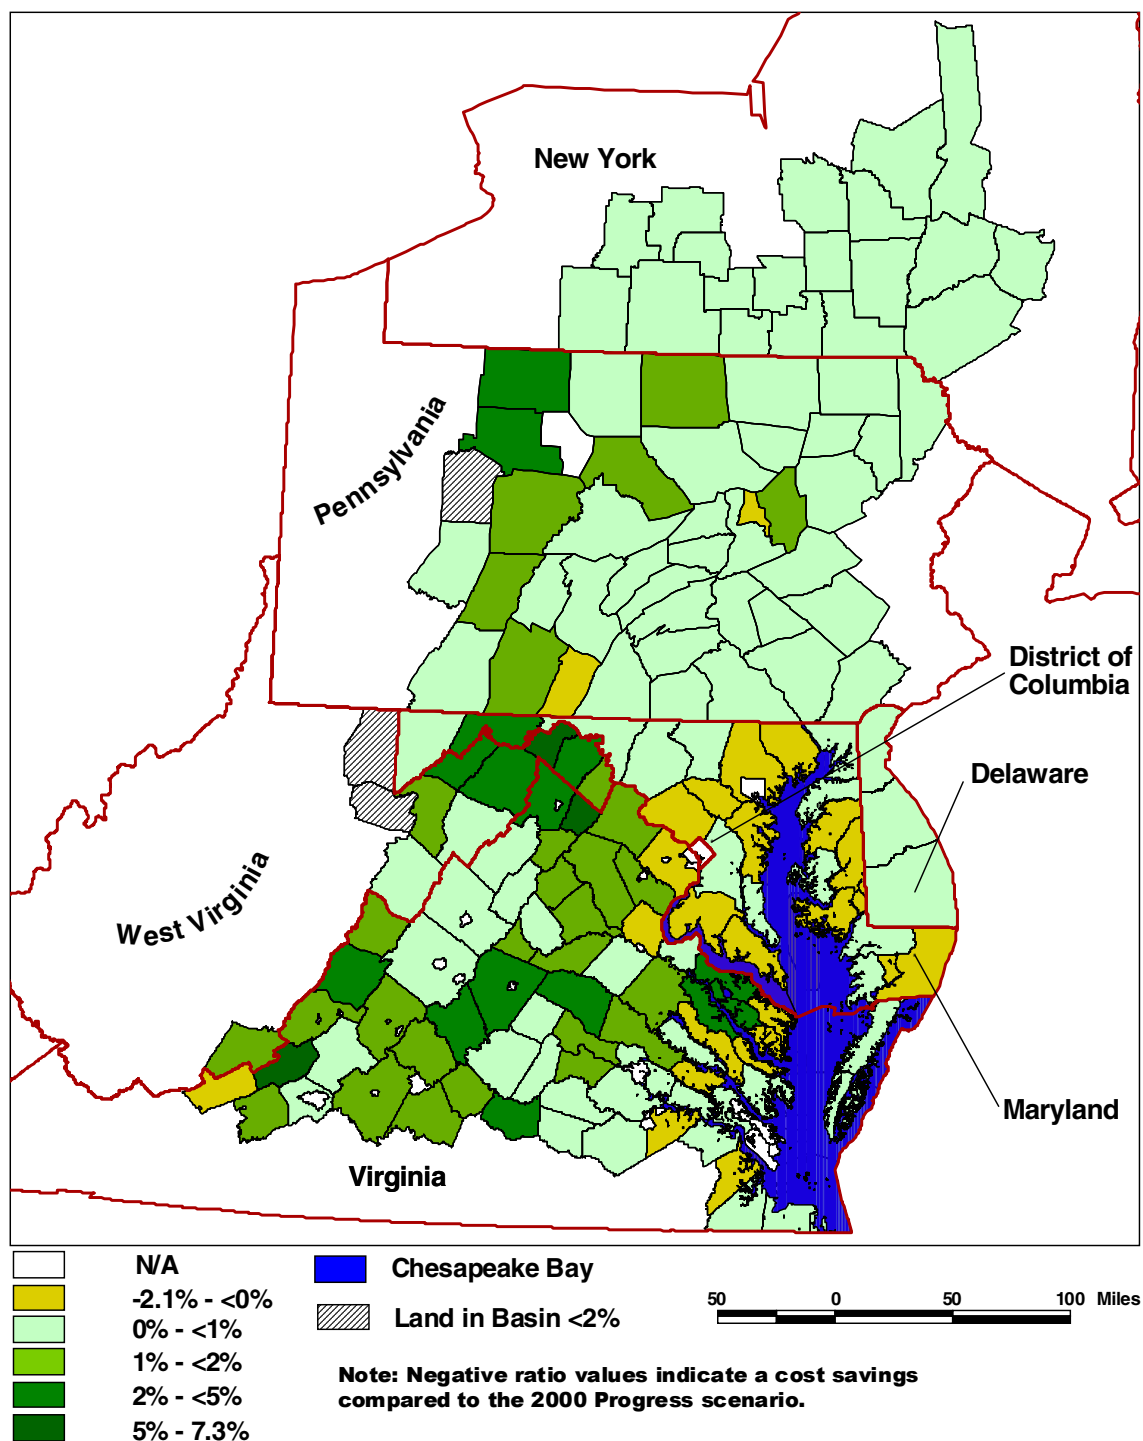 New York
Pennsylvania
District of
Columbia
Delaware
West Virginia
Maryland
Virginia
N/A
-2.1% - <0%
0% - <1%
1% - <2%
2% - <5%
5% - 7.3%
Chesapeake Bay
Land in Basin <2%
50 0 50 100 Miles
Note: Negative ratio values indicate a cost savings
compared to the 2000 Progress scenario.